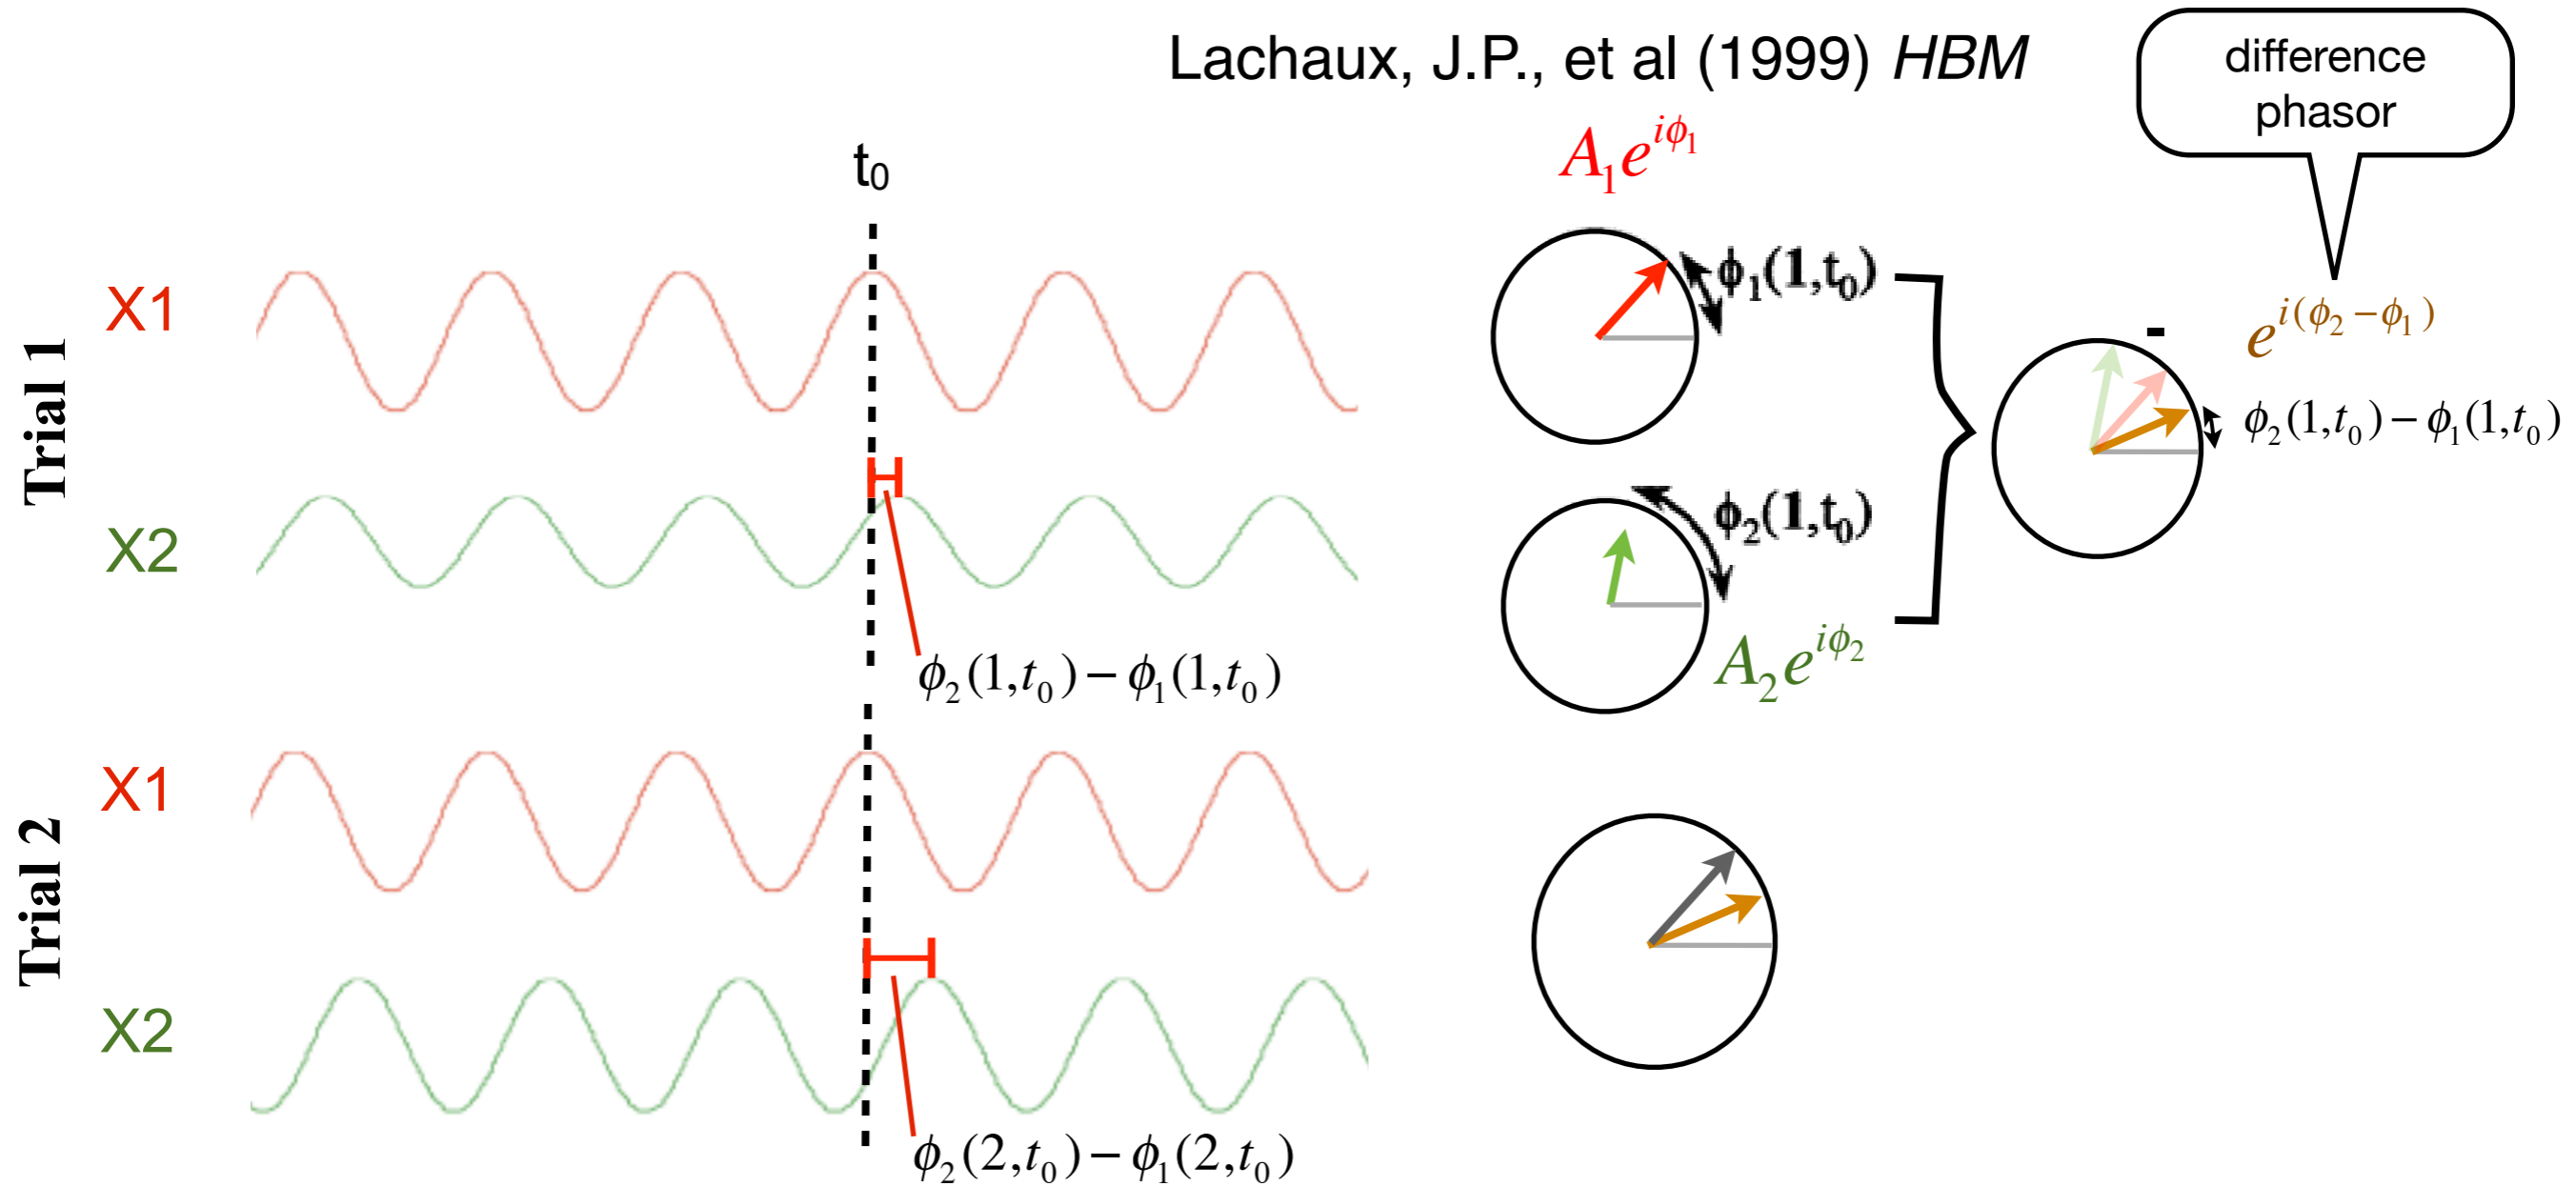 Lachaux, J.P., et al (1999) HBM
difference
phasor
t₀
A₁e^{iϕ₁}
Trial 1
X1
ϕ₁(1,t₀)
-
e^{i(ϕ₂−ϕ₁)}
ϕ₂(1,t₀)−ϕ₁(1,t₀)
X2
ϕ₂(1,t₀)
A₂e^{iϕ₂}
ϕ₂(1,t₀)−ϕ₁(1,t₀)
Trial 2
X1
X2
ϕ₂(2,t₀)−ϕ₁(2,t₀)